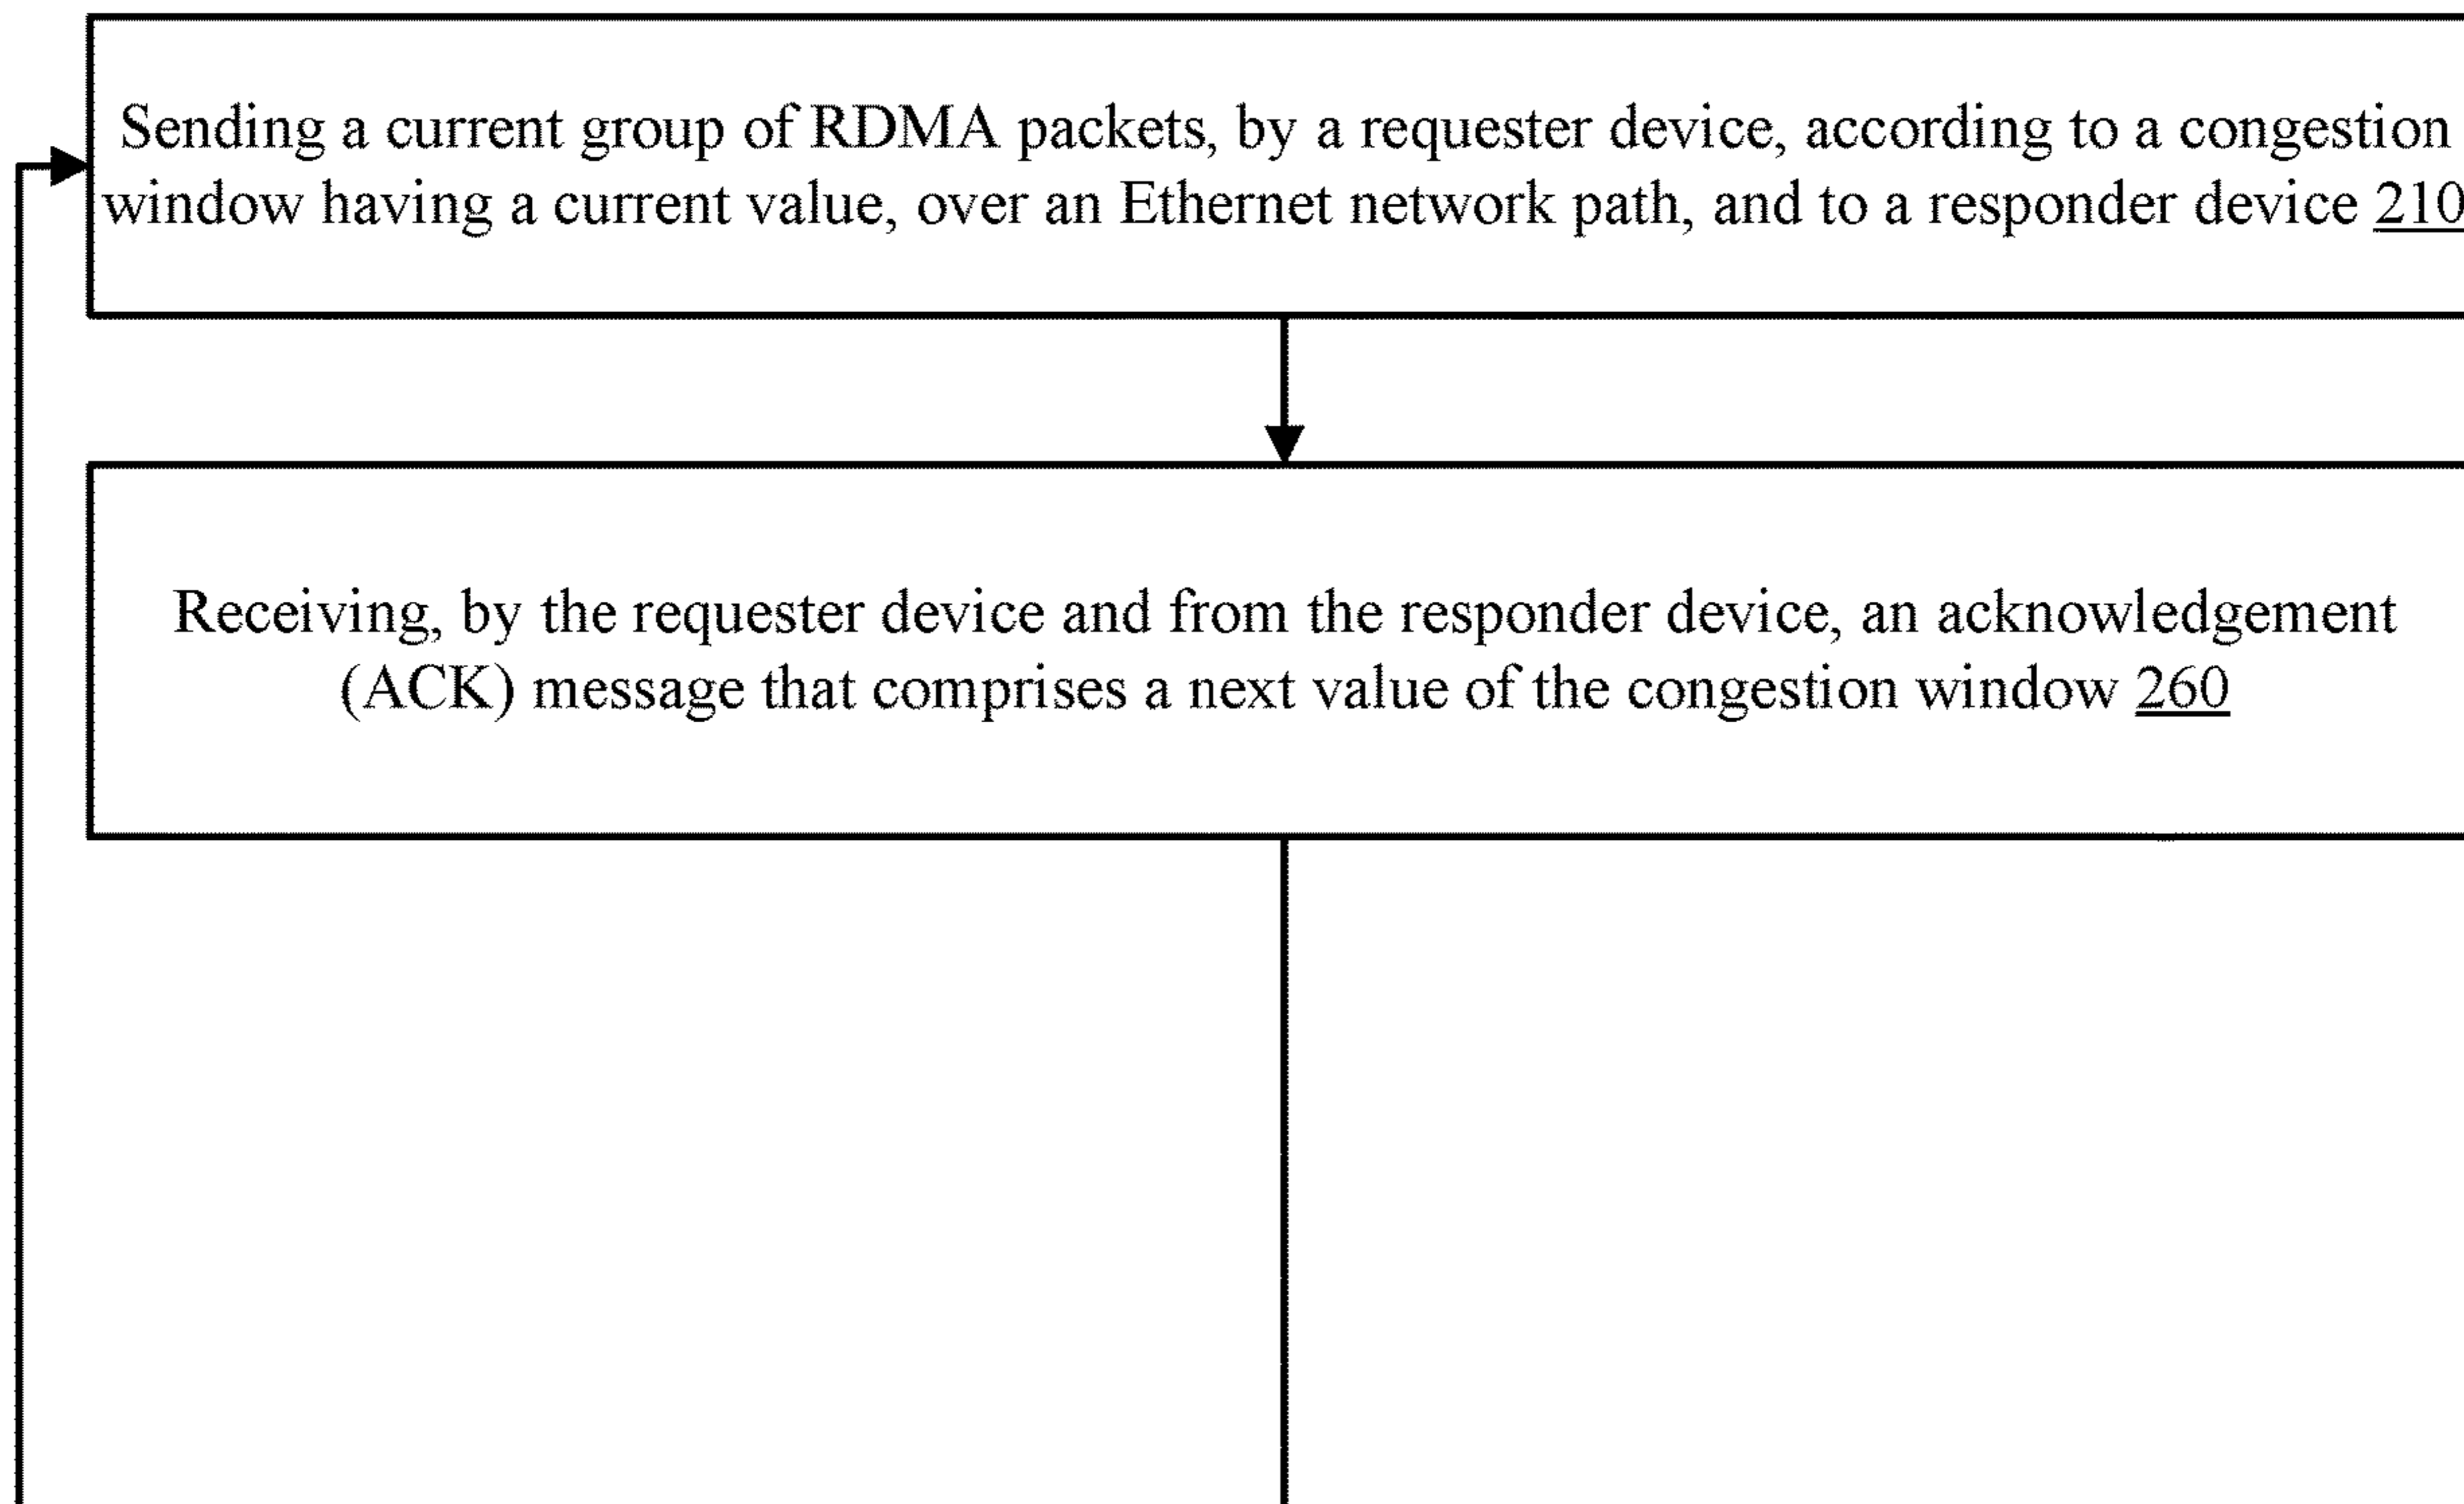 Sending a current group of RDMA packets, by a requester device, according to a congestion
window having a current value, over an Ethernet network path, and to a responder device 210
Receiving, by the requester device and from the responder device, an acknowledgement
(ACK) message that comprises a next value of the congestion window 260